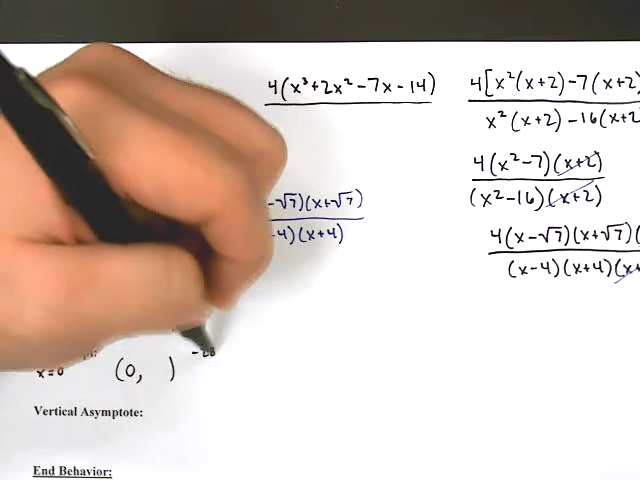 4(x³+2x²-7x-14)
4[x²(x+2)-7(x+2)
x²(x+2)-16(x+2
4(x²-7)(x+2)
(x²-16)(x+2)
-√7)(x+√7)
4)(x+4)
4(x-√7)(x+√7)(
(x-4)(x+4)(x+
-28
x=0 (0, )
Vertical Asymptote:
End Behavior: